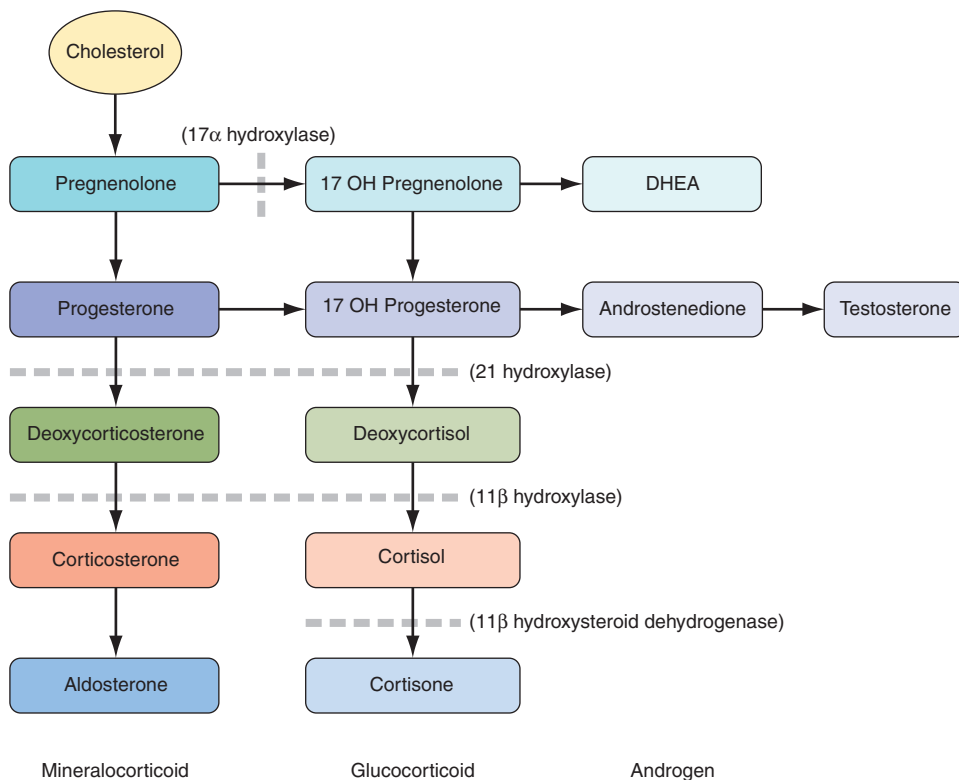 Cholesterol
(17α hydroxylase)
Pregnenolone
17 OH Pregnenolone
DHEA
Progesterone
17 OH Progesterone
Androstenedione
Testosterone
(21 hydroxylase)
Deoxycorticosterone
Deoxycortisol
(11β hydroxylase)
Corticosterone
Cortisol
(11β hydroxysteroid dehydrogenase)
Aldosterone
Cortisone
Mineralocorticoid
Glucocorticoid
Androgen